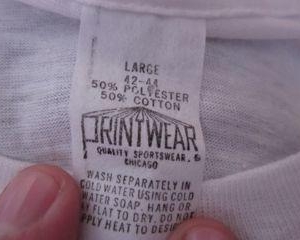 LARGE
42-44
50% POLYESTER
50% COTTON
PRINTWEAR
QUALITY SPORTSWEAR. ®
CHICAGO
WASH SEPARATELY IN
COLD WATER USING COLD
WATER SOAP. HANG OR
LAY FLAT TO DRY. DO NOT
APPLY HEAT TO DESIGN